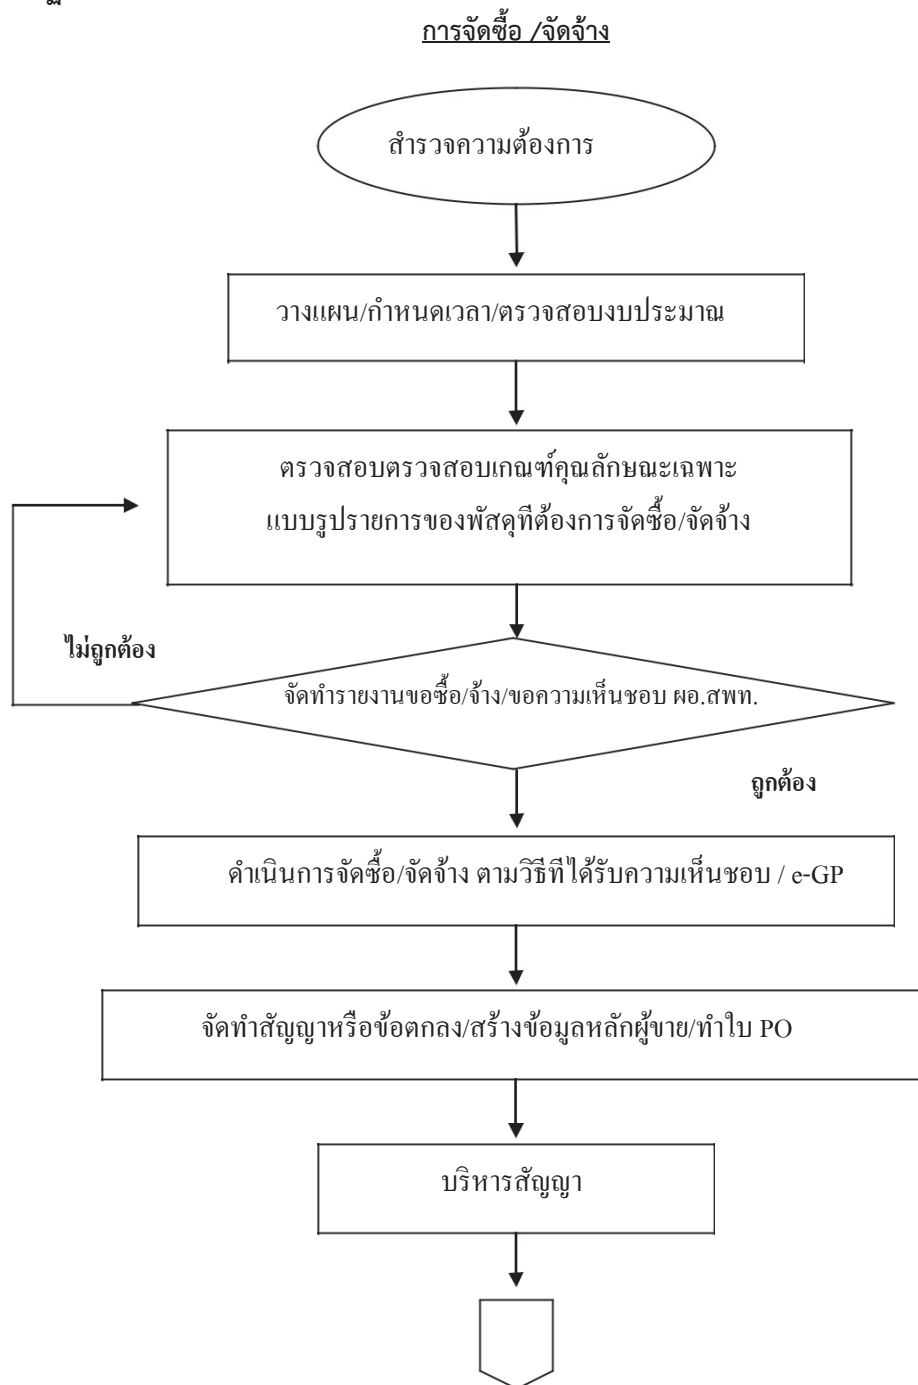 การจัดซื้อ /จัดจ้าง
สำรวจความต้องการ
วางแผน/กำหนดเวลา/ตรวจสอบงบประมาณ
ตรวจสอบตรวจสอบเกณฑ์คุณลักษณะเฉพาะ
แบบรูปรายการของพัสดุที่ต้องการจัดซื้อ/จัดจ้าง
ไม่ถูกต้อง
จัดทำรายงานขอซื้อ/จ้าง/ขอความเห็นชอบ ผอ.สพท.
ถูกต้อง
ดำเนินการจัดซื้อ/จัดจ้าง ตามวิธีที่ได้รับความเห็นชอบ / e-GP
จัดทำสัญญาหรือข้อตกลง/สร้างข้อมูลหลักผู้ขาย/ทำใบ PO
บริหารสัญญา